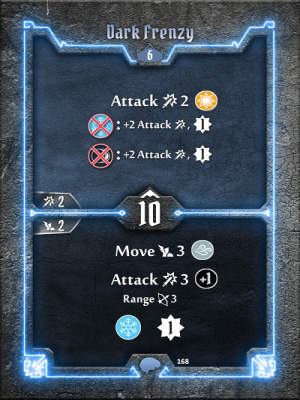 Dark Frenzy
6
Attack 2
: +2 Attack , 1
: +2 Attack , 1
2
10
2
Move 3
Attack 3 +1
Range 3
1
168